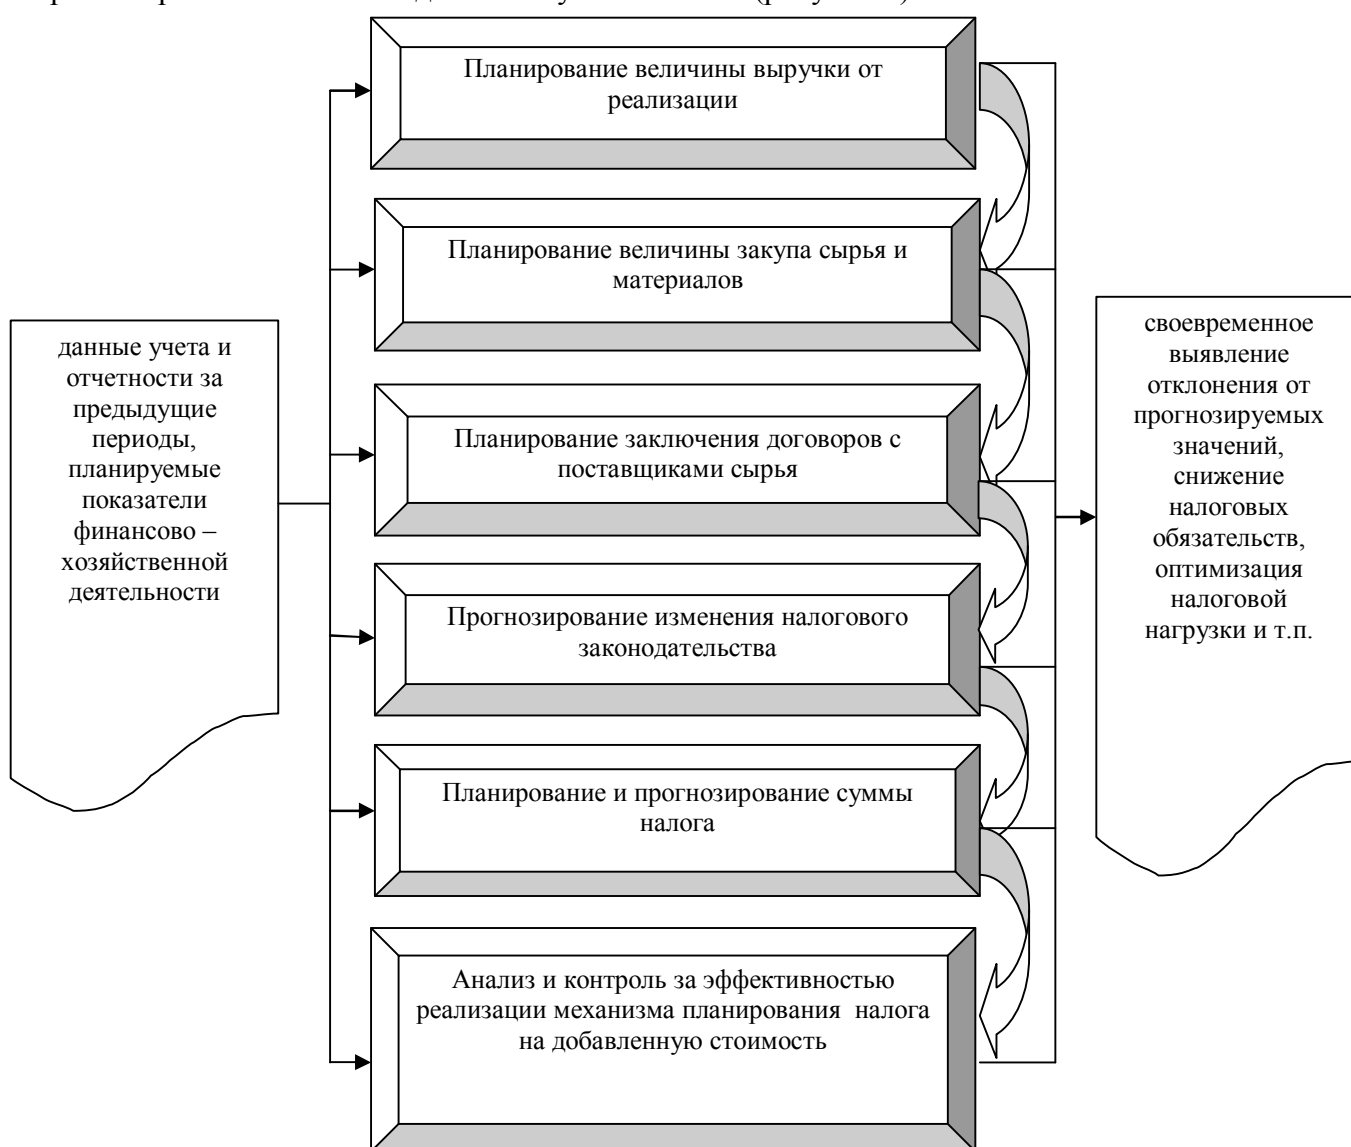 Планирование величины выручки от
реализации
Планирование величины закупа сырья и
материалов
Планирование заключения договоров с
поставщиками сырья
Прогнозирование изменения налогового
законодательства
Планирование и прогнозирование суммы
налога
Анализ и контроль за эффективностью
реализации механизма планирования  налога
на добавленную стоимость
данные учета и
отчетности за
предыдущие
периоды,
планируемые
показатели
финансово –
хозяйственной
деятельности
своевременное
выявление
отклонения от
прогнозируемых
значений,
снижение
налоговых
обязательств,
оптимизация
налоговой
нагрузки и т.п.